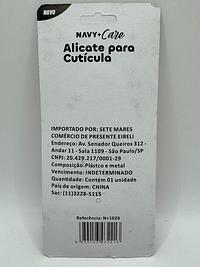 NOVO
NAVY+Care
Alicate para
Cutícula
IMPORTADO POR: SETE MARES
COMÉRCIO DE PRESENTE EIRELI
Endereço: Av. Senador Queiros 312 -
Andar 11 - Sala 1109 - São Paulo/SP
CNPJ: 20.429.217/0001-29
Composição: Plástco e metal
Vencimento: INDETERMINADO
Quantidade: Contém 01 unidade
País de origem: CHINA
Sac: (11)3228-5115
Referência: N+1026